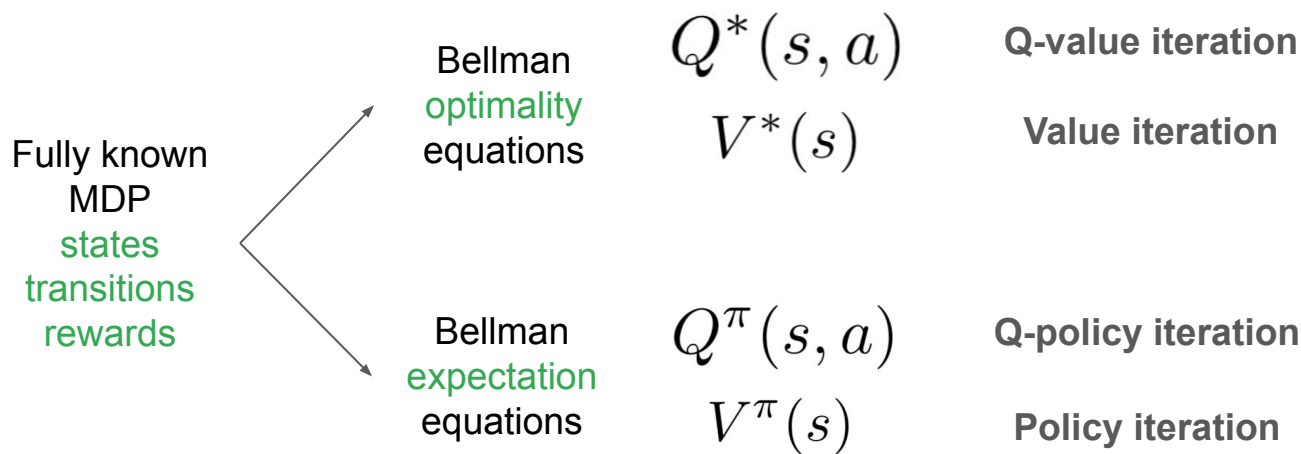 Fully known
MDP
states
transitions
rewards
Bellman
optimality
equations
Q*(s, a)
Q-value iteration
V*(s)
Value iteration
Bellman
expectation
equations
Q^π(s, a)
Q-policy iteration
V^π(s)
Policy iteration